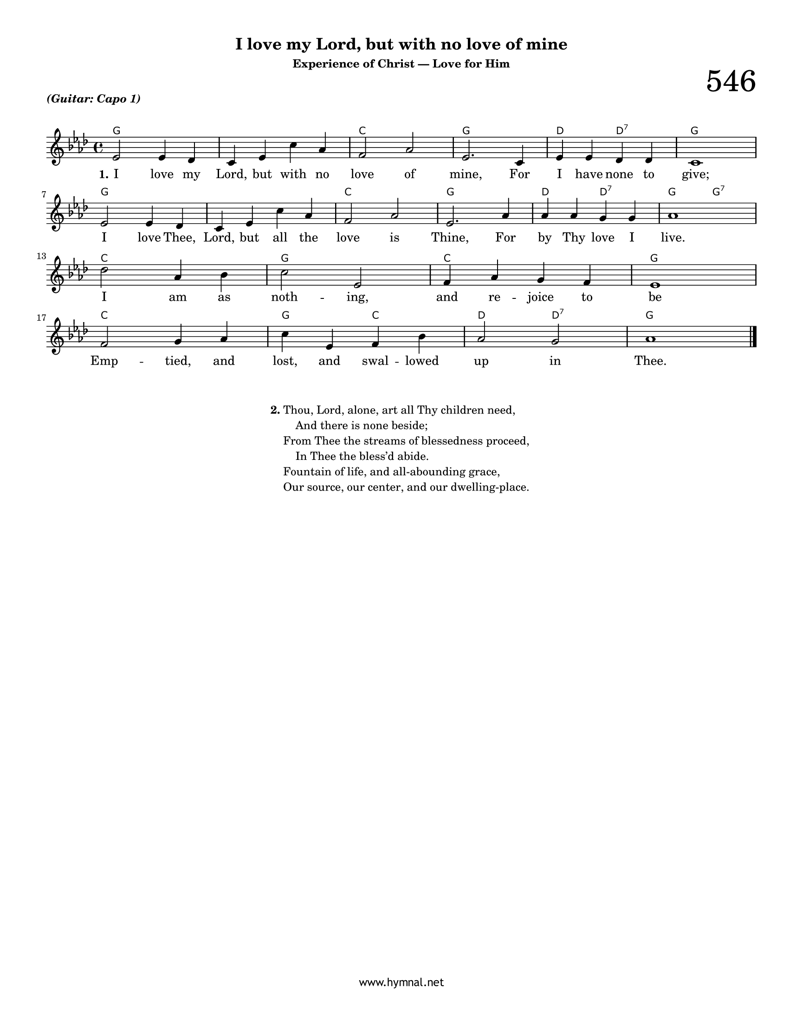 I love my Lord, but with no love of mine
Experience of Christ — Love for Him
546
(Guitar: Capo 1)
G C G D D7 G
1. I love my Lord, but with no love of mine, For I have none to give;
7
G C G D D7 G G7
I love Thee, Lord, but all the love is Thine, For by Thy love I live.
13
C G C G
I am as noth - ing, and re - joice to be
17
C G C D D7 G
Emp - tied, and lost, and swal - lowed up in Thee.
2. Thou, Lord, alone, art all Thy children need,
And there is none beside;
From Thee the streams of blessedness proceed,
In Thee the bless’d abide.
Fountain of life, and all-abounding grace,
Our source, our center, and our dwelling-place.
www.hymnal.net